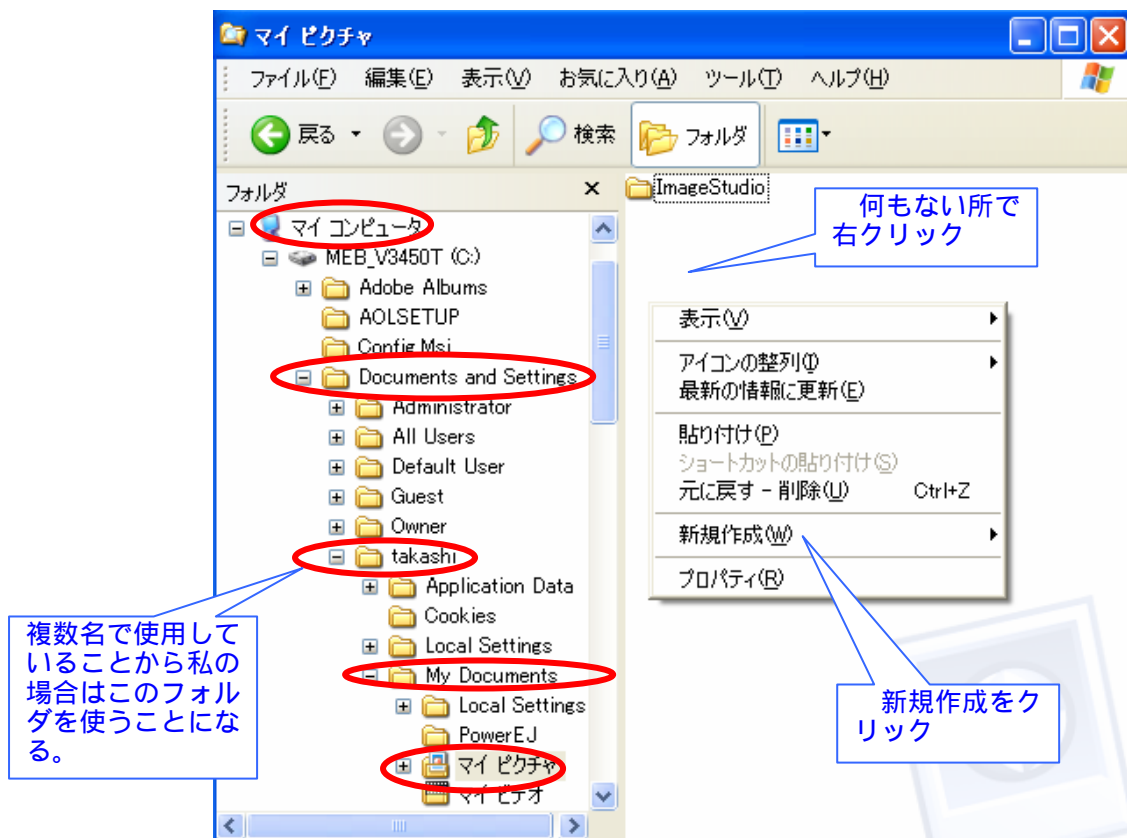 マイ ピクチャ
ファイル(F) 編集(E) 表示(V) お気に入り(A) ツール(T) ヘルプ(H)
戻る 検索 フォルダ
フォルダ
マイ コンピュータ
MEB_V3450T (C:)
Adobe Albums
AOLSETUP
Config.Msi
Documents and Settings
Administrator
All Users
Default User
Guest
Owner
takashi
Application Data
Cookies
Local Settings
My Documents
Local Settings
PowerEJ
マイ ピクチャ
マイ ビデオ
ImageStudio
何もない所で
右クリック
表示(V)
アイコンの整列(I)
最新の情報に更新(E)
貼り付け(P)
ショートカットの貼り付け(S)
元に戻す - 削除(U) Ctrl+Z
新規作成(W)
プロパティ(R)
複数名で使用して
いることから私の
場合はこのフォル
ダを使うことにな
る。
新規作成をク
リック